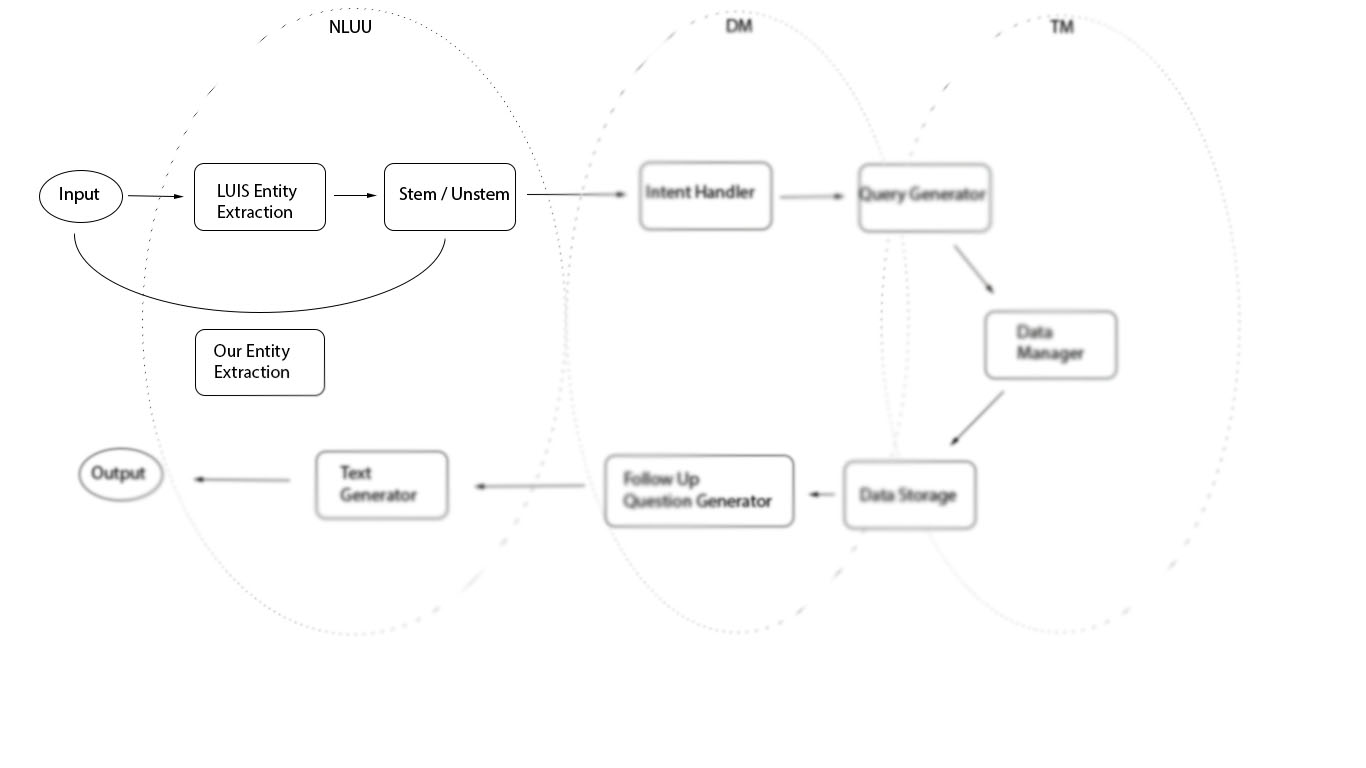 NLUU
DM
TM
Input
LUIS Entity
Extraction
Stem / Unstem
Intent Handler
Query Generator
Data
Manager
Our Entity
Extraction
Output
Text
Generator
Follow Up
Question Generator
Data Storage